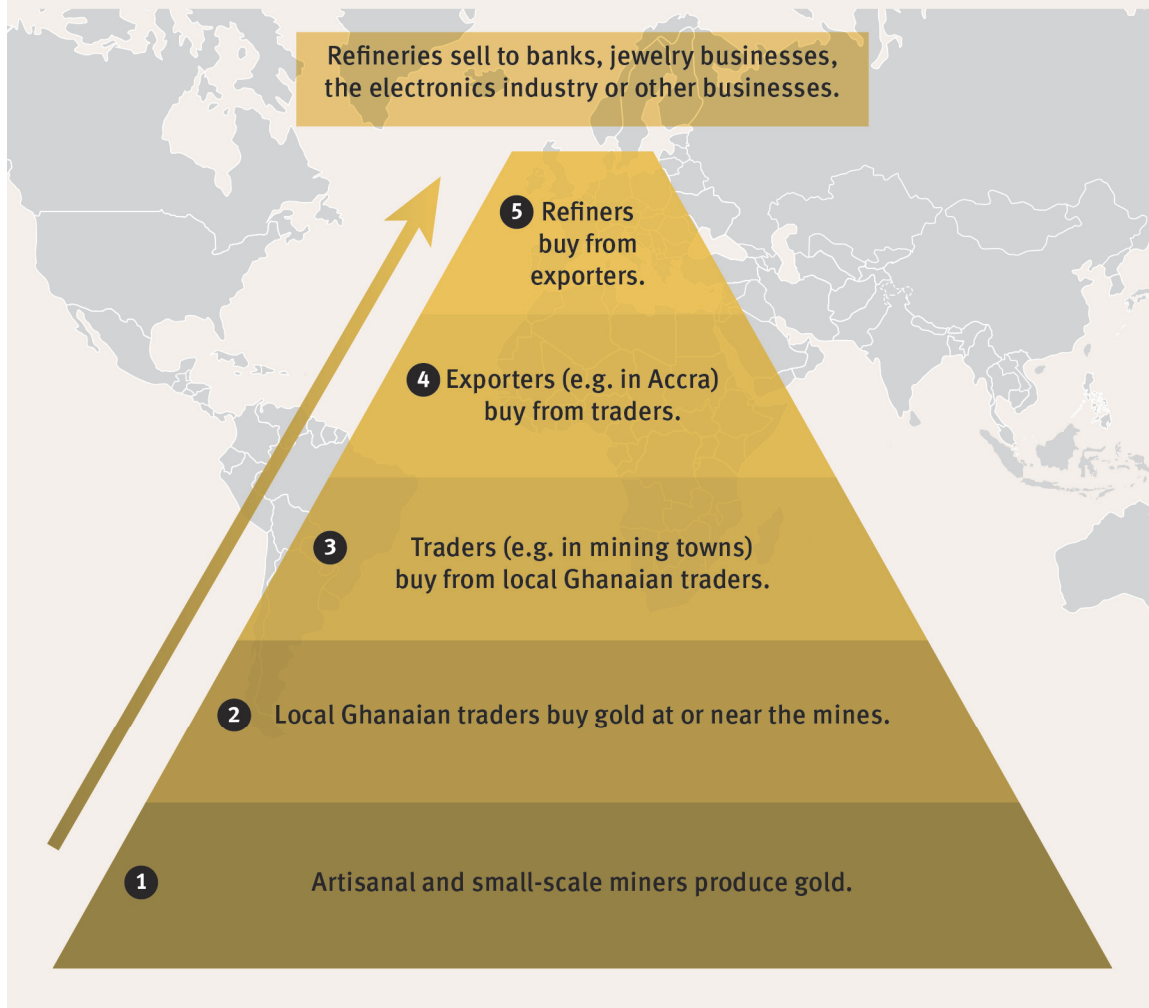 Refineries sell to banks, jewelry businesses,
the electronics industry or other businesses.
5 Refiners
buy from
exporters.
4 Exporters (e.g. in Accra)
buy from traders.
3 Traders (e.g. in mining towns)
buy from local Ghanaian traders.
2 Local Ghanaian traders buy gold at or near the mines.
1 Artisanal and small-scale miners produce gold.